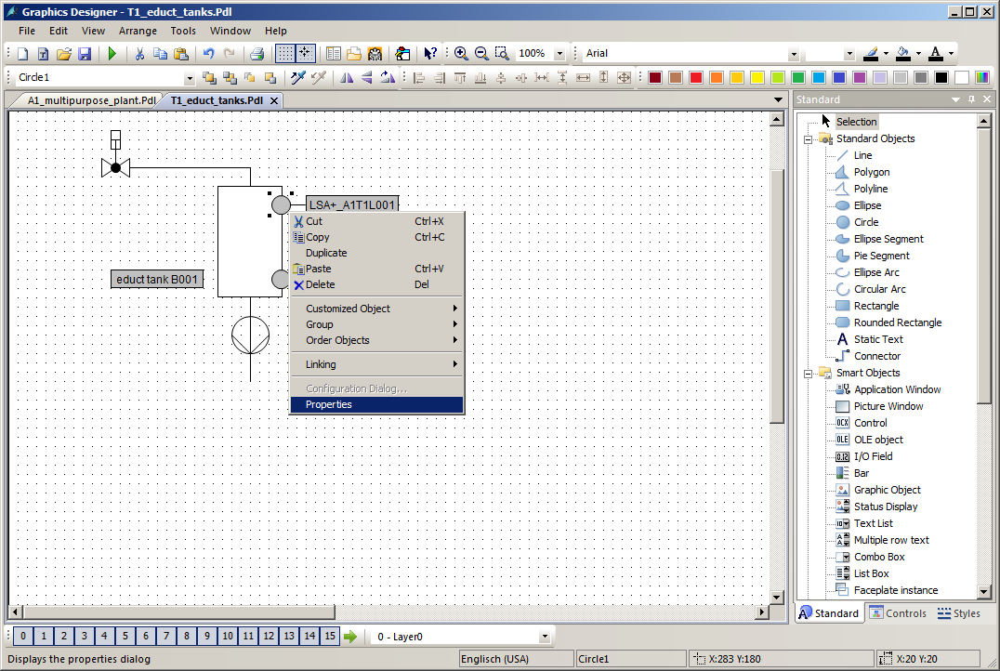 Graphics Designer - T1_educt_tanks.Pdl
File Edit View Arrange Tools Window Help
100% Arial A
Circle1
A1_multipurpose_plant.Pdl T1_educt_tanks.Pdl
LSA+_A1T1L001
educt tank B001
Cut Ctrl+X
Copy Ctrl+C
Duplicate
Paste Ctrl+V
Delete Del
Customized Object
Group
Order Objects
Linking
Configuration Dialog...
Properties
Standard
Selection
Standard Objects
Line
Polygon
Polyline
Ellipse
Circle
Ellipse Segment
Pie Segment
Ellipse Arc
Circular Arc
Rectangle
Rounded Rectangle
A Static Text
Connector
Smart Objects
Application Window
Picture Window
OCX Control
OLE OLE object
0.12 I/O Field
Bar
Graphic Object
Status Display
Text List
Multiple row text
Combo Box
List Box
Faceplate instance
A Standard Controls Styles
0 1 2 3 4 5 6 7 8 9 10 11 12 13 14 15 0 - Layer0
Displays the properties dialog Englisch (USA) Circle1 X:283 Y:180 X:20 Y:20